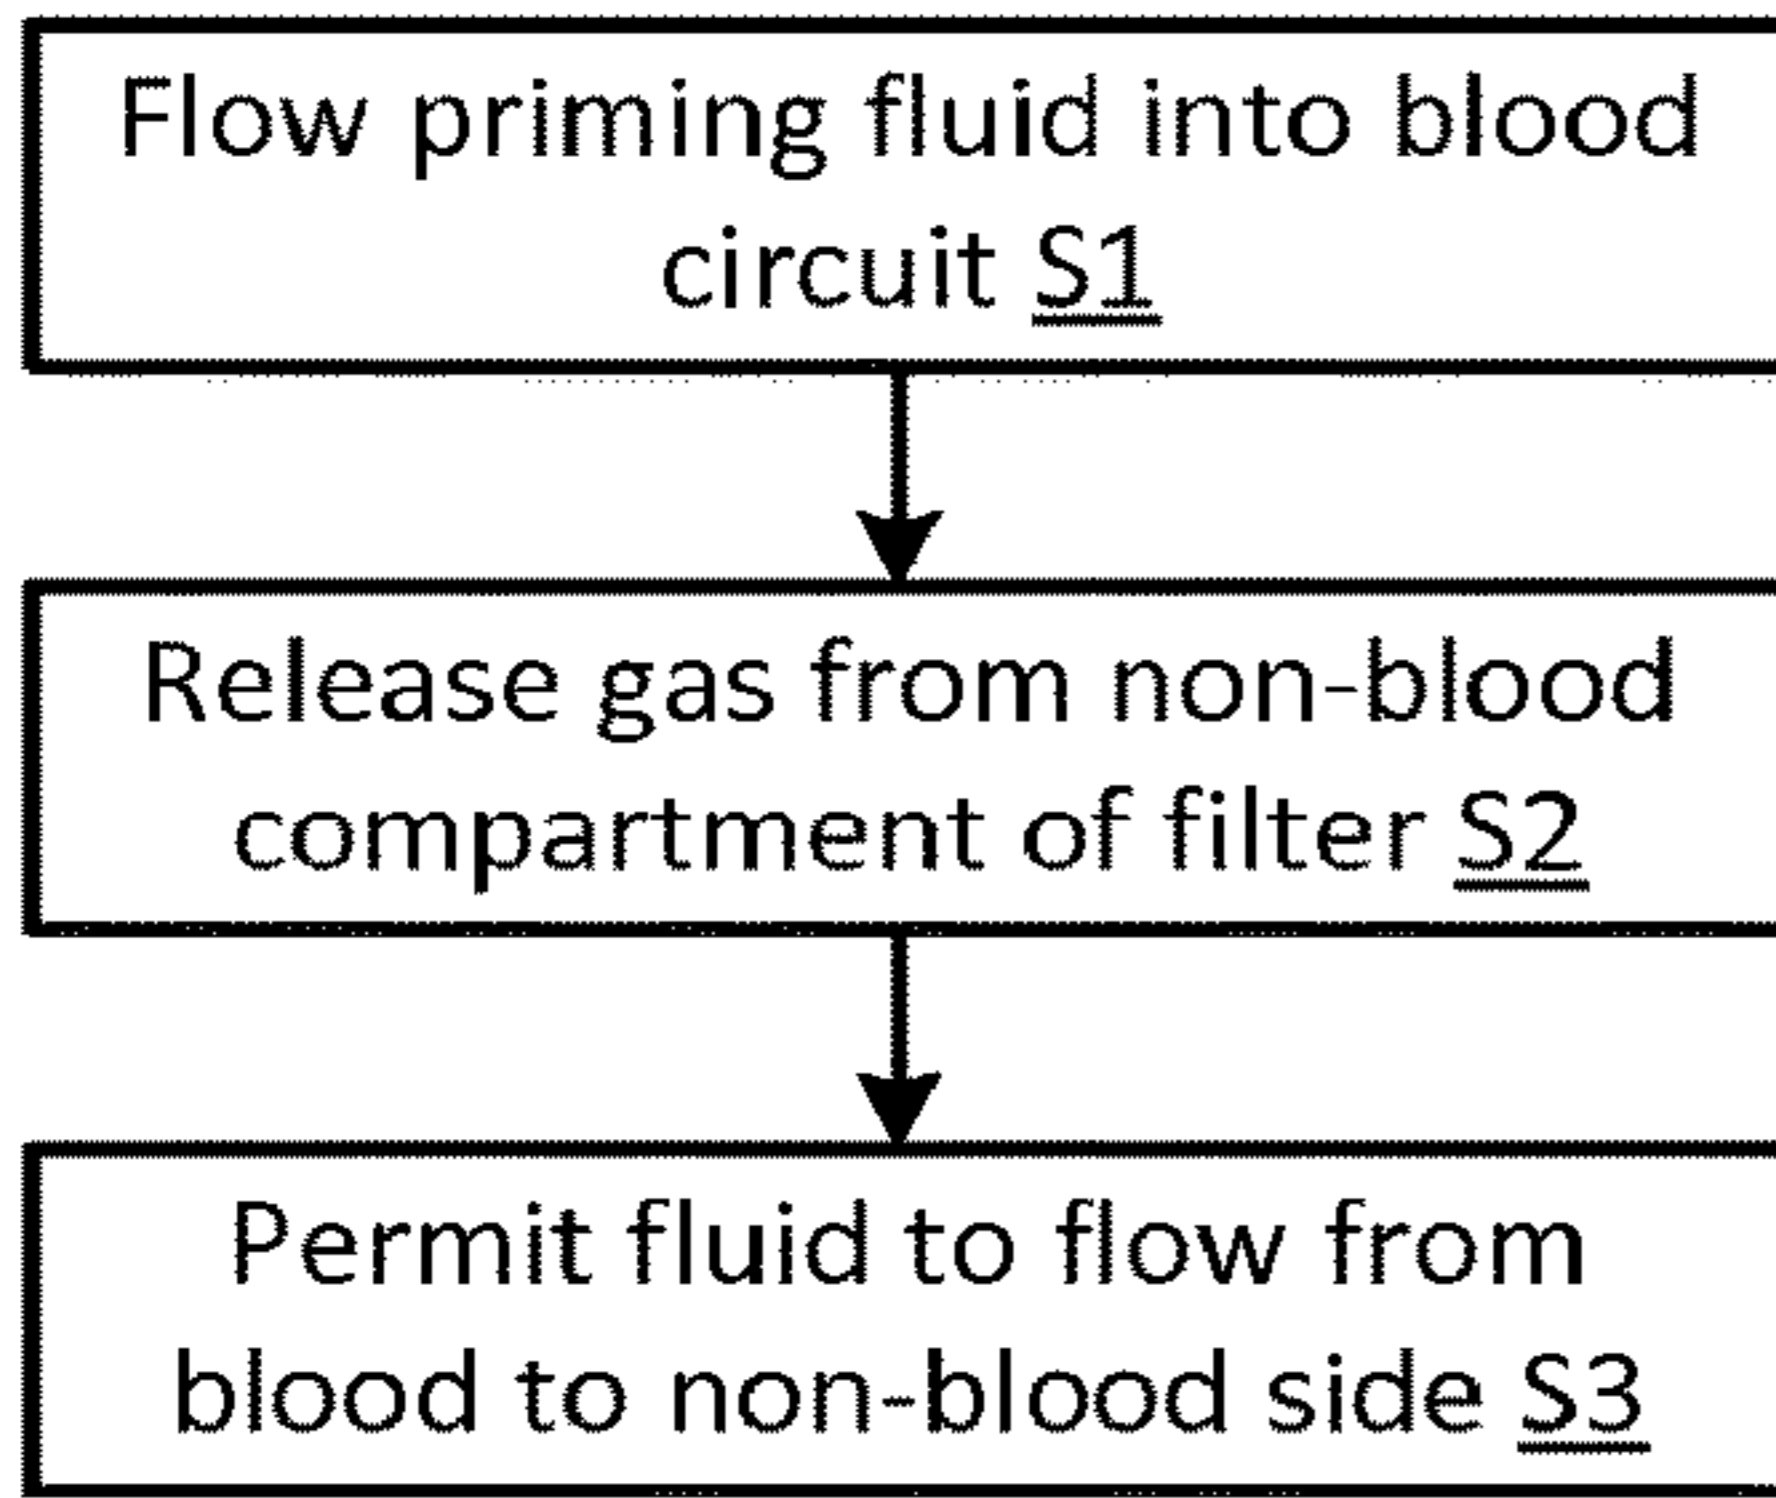 Flow priming fluid into blood
circuit S1
Release gas from non-blood
compartment of filter S2
Permit fluid to flow from
blood to non-blood side S3